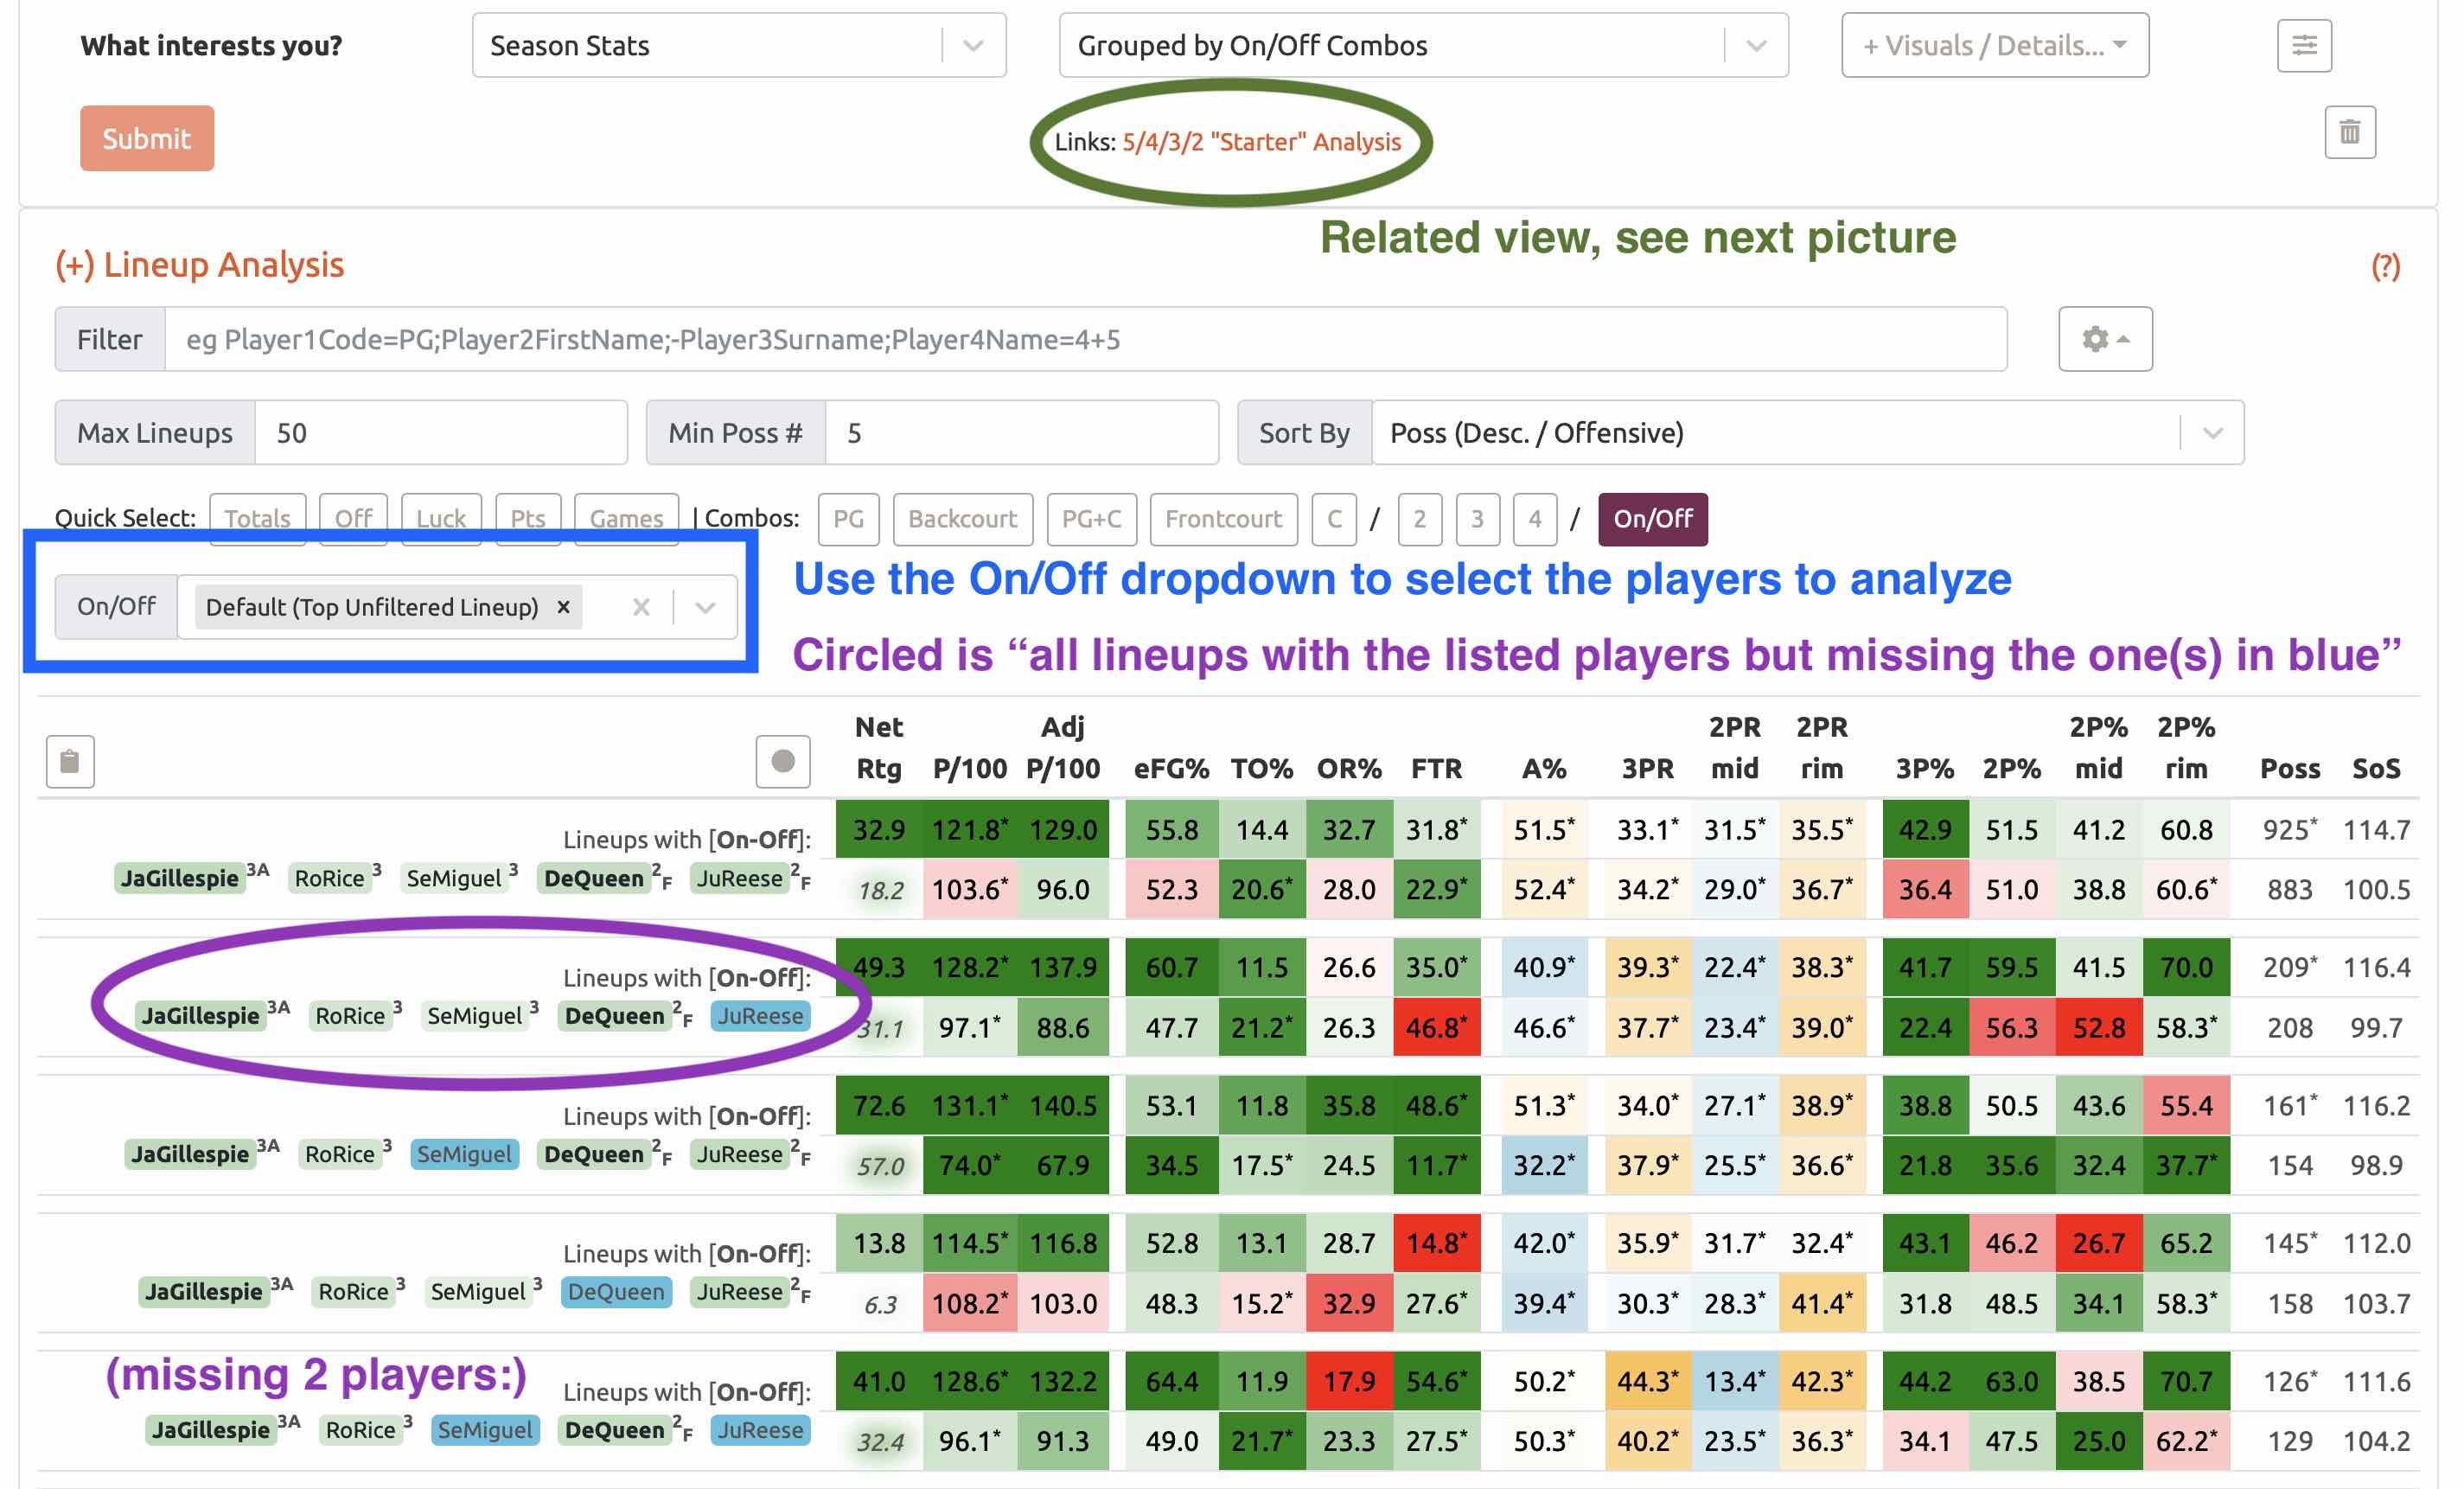 What interests you? Season Stats Grouped by On/Off Combos + Visuals / Details...
Submit Links: 5/4/3/2 "Starter" Analysis
Related view, see next picture
(+) Lineup Analysis (?)
Filter eg Player1Code=PG;Player2FirstName;-Player3Surname;Player4Name=4+5
Max Lineups 50 Min Poss # 5 Sort By Poss (Desc. / Offensive)
Quick Select: Totals Off Luck Pts Games | Combos: PG Backcourt PG+C Frontcourt C / 2 3 4 / On/Off
Use the On/Off dropdown to select the players to analyze
On/Off Default (Top Unfiltered Lineup) ×
Circled is “all lineups with the listed players but missing the one(s) in blue”
Net Adj 2PR 2PR 2P% 2P%
Rtg P/100 P/100 eFG% TO% OR% FTR A% 3PR mid rim 3P% 2P% mid rim Poss SoS
Lineups with [On-Off]: 32.9 121.8* 129.0 55.8 14.4 32.7 31.8* 51.5* 33.1* 31.5* 35.5* 42.9 51.5 41.2 60.8 925* 114.7
JaGillespie 3A RoRice 3 SeMiguel 3 DeQueen 2 F JuReese 2 F 18.2 103.6* 96.0 52.3 20.6* 28.0 22.9* 52.4* 34.2* 29.0* 36.7* 36.4 51.0 38.8 60.6* 883 100.5
Lineups with [On-Off]: 49.3 128.2* 137.9 60.7 11.5 26.6 35.0* 40.9* 39.3* 22.4* 38.3* 41.7 59.5 41.5 70.0 209* 116.4
JaGillespie 3A RoRice 3 SeMiguel 3 DeQueen 2 F JuReese 31.1 97.1* 88.6 47.7 21.2* 26.3 46.8* 46.6* 37.7* 23.4* 39.0* 22.4 56.3 52.8 58.3* 208 99.7
Lineups with [On-Off]: 72.6 131.1* 140.5 53.1 11.8 35.8 48.6* 51.3* 34.0* 27.1* 38.9* 38.8 50.5 43.6 55.4 161* 116.2
JaGillespie 3A RoRice 3 SeMiguel DeQueen 2 F JuReese 2 F 57.0 74.0* 67.9 34.5 17.5* 24.5 11.7* 32.2* 37.9* 25.5* 36.6* 21.8 35.6 32.4 37.7* 154 98.9
Lineups with [On-Off]: 13.8 114.5* 116.8 52.8 13.1 28.7 14.8* 42.0* 35.9* 31.7* 32.4* 43.1 46.2 26.7 65.2 145* 112.0
JaGillespie 3A RoRice 3 SeMiguel 3 DeQueen JuReese 2 F 6.3 108.2* 103.0 48.3 15.2* 32.9 27.6* 39.4* 30.3* 28.3* 41.4* 31.8 48.5 34.1 58.3* 158 103.7
(missing 2 players:) Lineups with [On-Off]: 41.0 128.6* 132.2 64.4 11.9 17.9 54.6* 50.2* 44.3* 13.4* 42.3* 44.2 63.0 38.5 70.7 126* 111.6
JaGillespie 3A RoRice 3 SeMiguel DeQueen 2 F JuReese 32.4 96.1* 91.3 49.0 21.7* 23.3 27.5* 50.3* 40.2* 23.5* 36.3* 34.1 47.5 25.0 62.2* 129 104.2